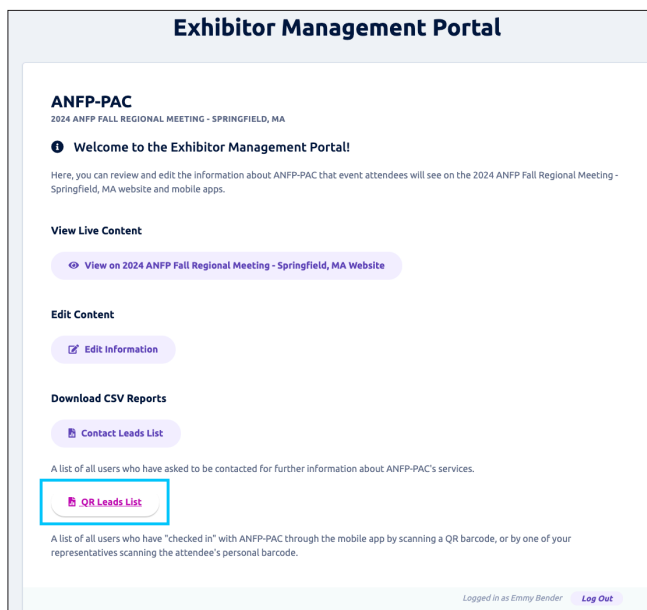 Exhibitor Management Portal
ANFP-PAC
2024 ANFP FALL REGIONAL MEETING - SPRINGFIELD, MA
Welcome to the Exhibitor Management Portal!
Here, you can review and edit the information about ANFP-PAC that event attendees will see on the 2024 ANFP Fall Regional Meeting -
Springfield, MA website and mobile apps.
View Live Content
View on 2024 ANFP Fall Regional Meeting - Springfield, MA Website
Edit Content
Edit Information
Download CSV Reports
Contact Leads List
A list of all users who have asked to be contacted for further information about ANFP-PAC's services.
QR Leads List
A list of all users who have "checked in" with ANFP-PAC through the mobile app by scanning a QR barcode, or by one of your
representatives scanning the attendee's personal barcode.
Logged in as Emmy Bender Log Out